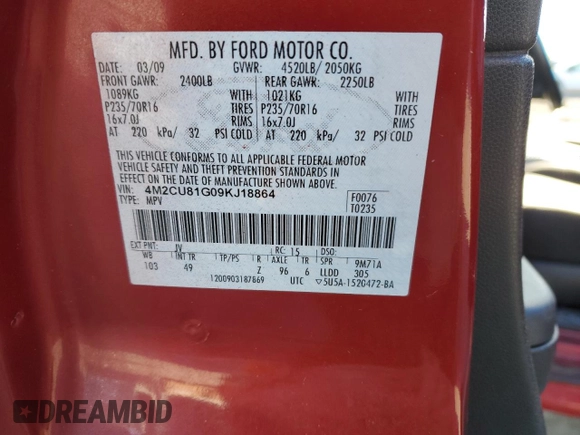 MFD. BY FORD MOTOR CO.
DATE: 03/09 GVWR: 4520LB/ 2050KG
FRONT GAWR: 2400LB REAR GAWR: 2250LB
1089KG WITH 1021KG WITH
P235/70R16 TIRES P235/70R16 TIRES
16x7.0J RIMS 16x7.0J RIMS
AT 220 kPa/ 32 PSI COLD AT 220 kPa/ 32 PSI COLD
THIS VEHICLE CONFORMS TO ALL APPLICABLE FEDERAL MOTOR
VEHICLE SAFETY AND THEFT PREVENTION STANDARDS IN
EFFECT ON THE DATE OF MANUFACTURE SHOWN ABOVE.
VIN: 4M2CU81G09KJ18864 F0076
TYPE: MPV T0235
EXT PNT: JV RC: 15 DSO:
WB INT TR TP/PS R AXLE TR SPR 9M71A
103 49 Z 96 6 LLDD 305
1200903187869 UTC ▽5U5A-1520472-BA
DREAMBID